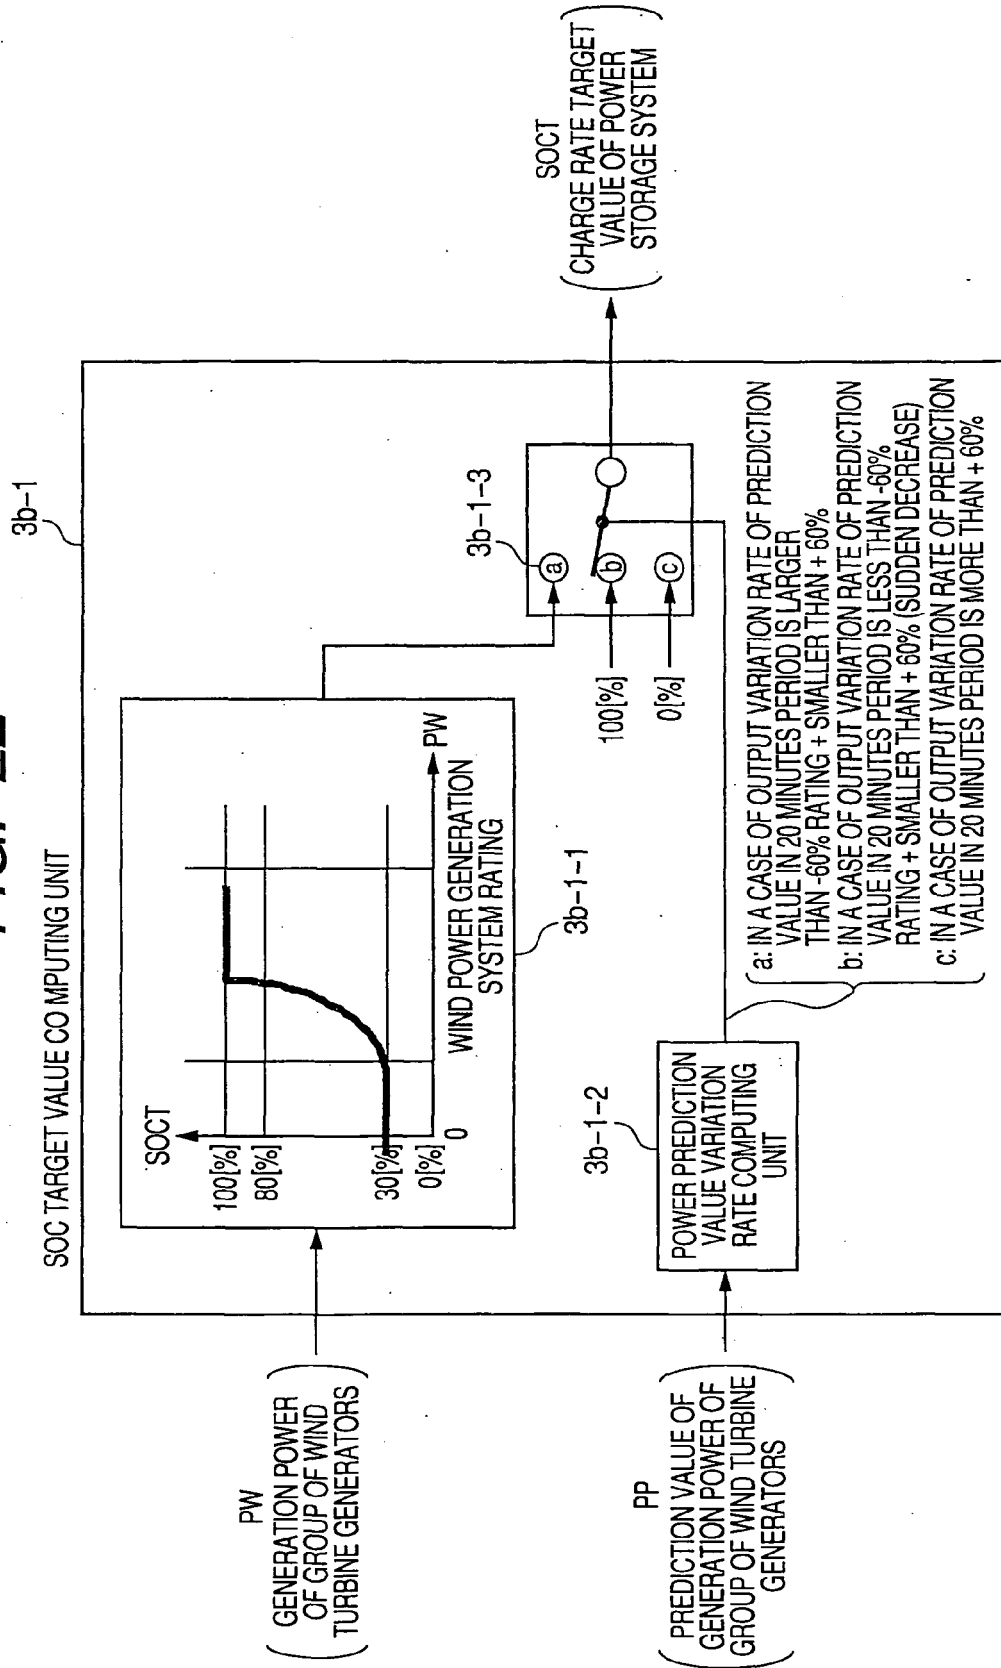 FIG. 22
SOC TARGET VALUE COMPUTING UNIT
3b-1
PW
GENERATION POWER
OF GROUP OF WIND
TURBINE GENERATORS
SOCT
100[%]
80[%]
30[%]
0[%]
0
PW
WIND POWER GENERATION
SYSTEM RATING
3b-1-1
3b-1-3
a
b
c
100[%]
0[%]
SOCT
CHARGE RATE TARGET
VALUE OF POWER
STORAGE SYSTEM
PP
PREDICTION VALUE OF
GENERATION POWER OF
GROUP OF WIND TURBINE
GENERATORS
3b-1-2
POWER PREDICTION
VALUE VARIATION
RATE COMPUTING
UNIT
a: IN A CASE OF OUTPUT VARIATION RATE OF PREDICTION
VALUE IN 20 MINUTES PERIOD IS LARGER
THAN -60% RATING + SMALLER THAN + 60%
b: IN A CASE OF OUTPUT VARIATION RATE OF PREDICTION
VALUE IN 20 MINUTES PERIOD IS LESS THAN -60%
RATING + SMALLER THAN + 60% (SUDDEN DECREASE)
c: IN A CASE OF OUTPUT VARIATION RATE OF PREDICTION
VALUE IN 20 MINUTES PERIOD IS MORE THAN + 60%